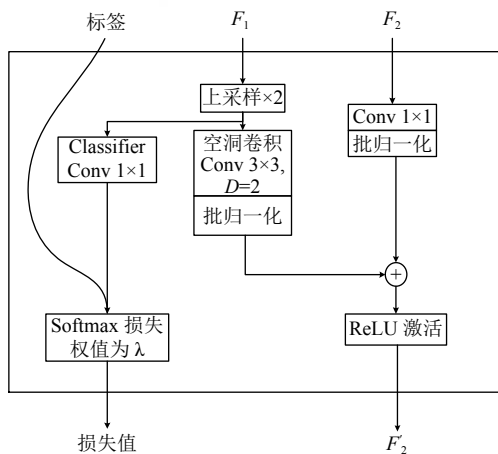 标签
F₁
F₂
上采样×2
Classifier
Conv 1×1
空洞卷积
Conv 3×3,
D=2
批归一化
Conv 1×1
批归一化
+
Softmax 损失
权值为 λ
ReLU 激活
损失值
F₂′